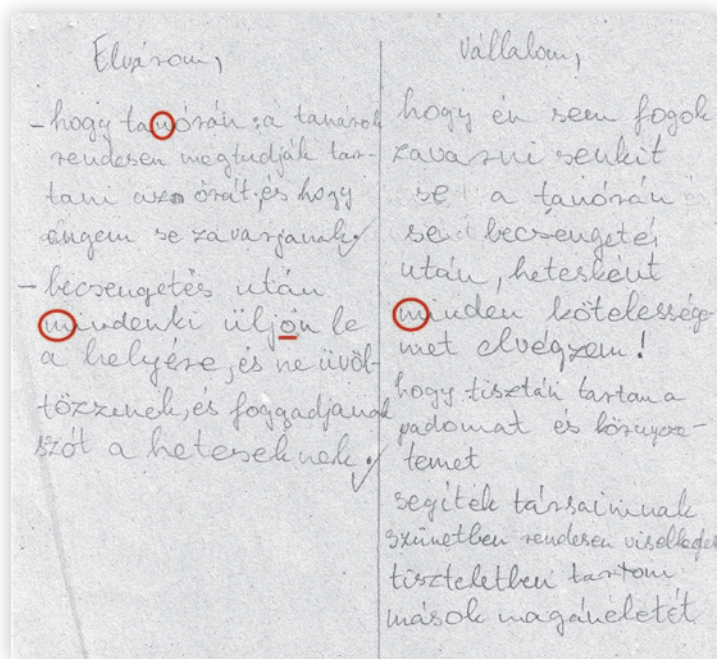 Elvárom,
- hogy tanórán a tanárok
rendesen megtudják tar-
tani az órát, és hogy
engem se zavarjanak
- becsengetés után
mindenki üljön le
a helyére, és ne üvöl-
tözzenek, és foggadjanak
szót a heteseknek.
Vállalom,
hogy én sem fogok
zavarni senkit
se a tanórán
se becsengetés
után, hetesként
minden kötelessége-
met elvégzem!
hogy tisztán tartom a
padomat és környeze-
temet
segítek társaimnak
szünetben rendesen viselkedek
tiszteletben tartom
mások magánéletét